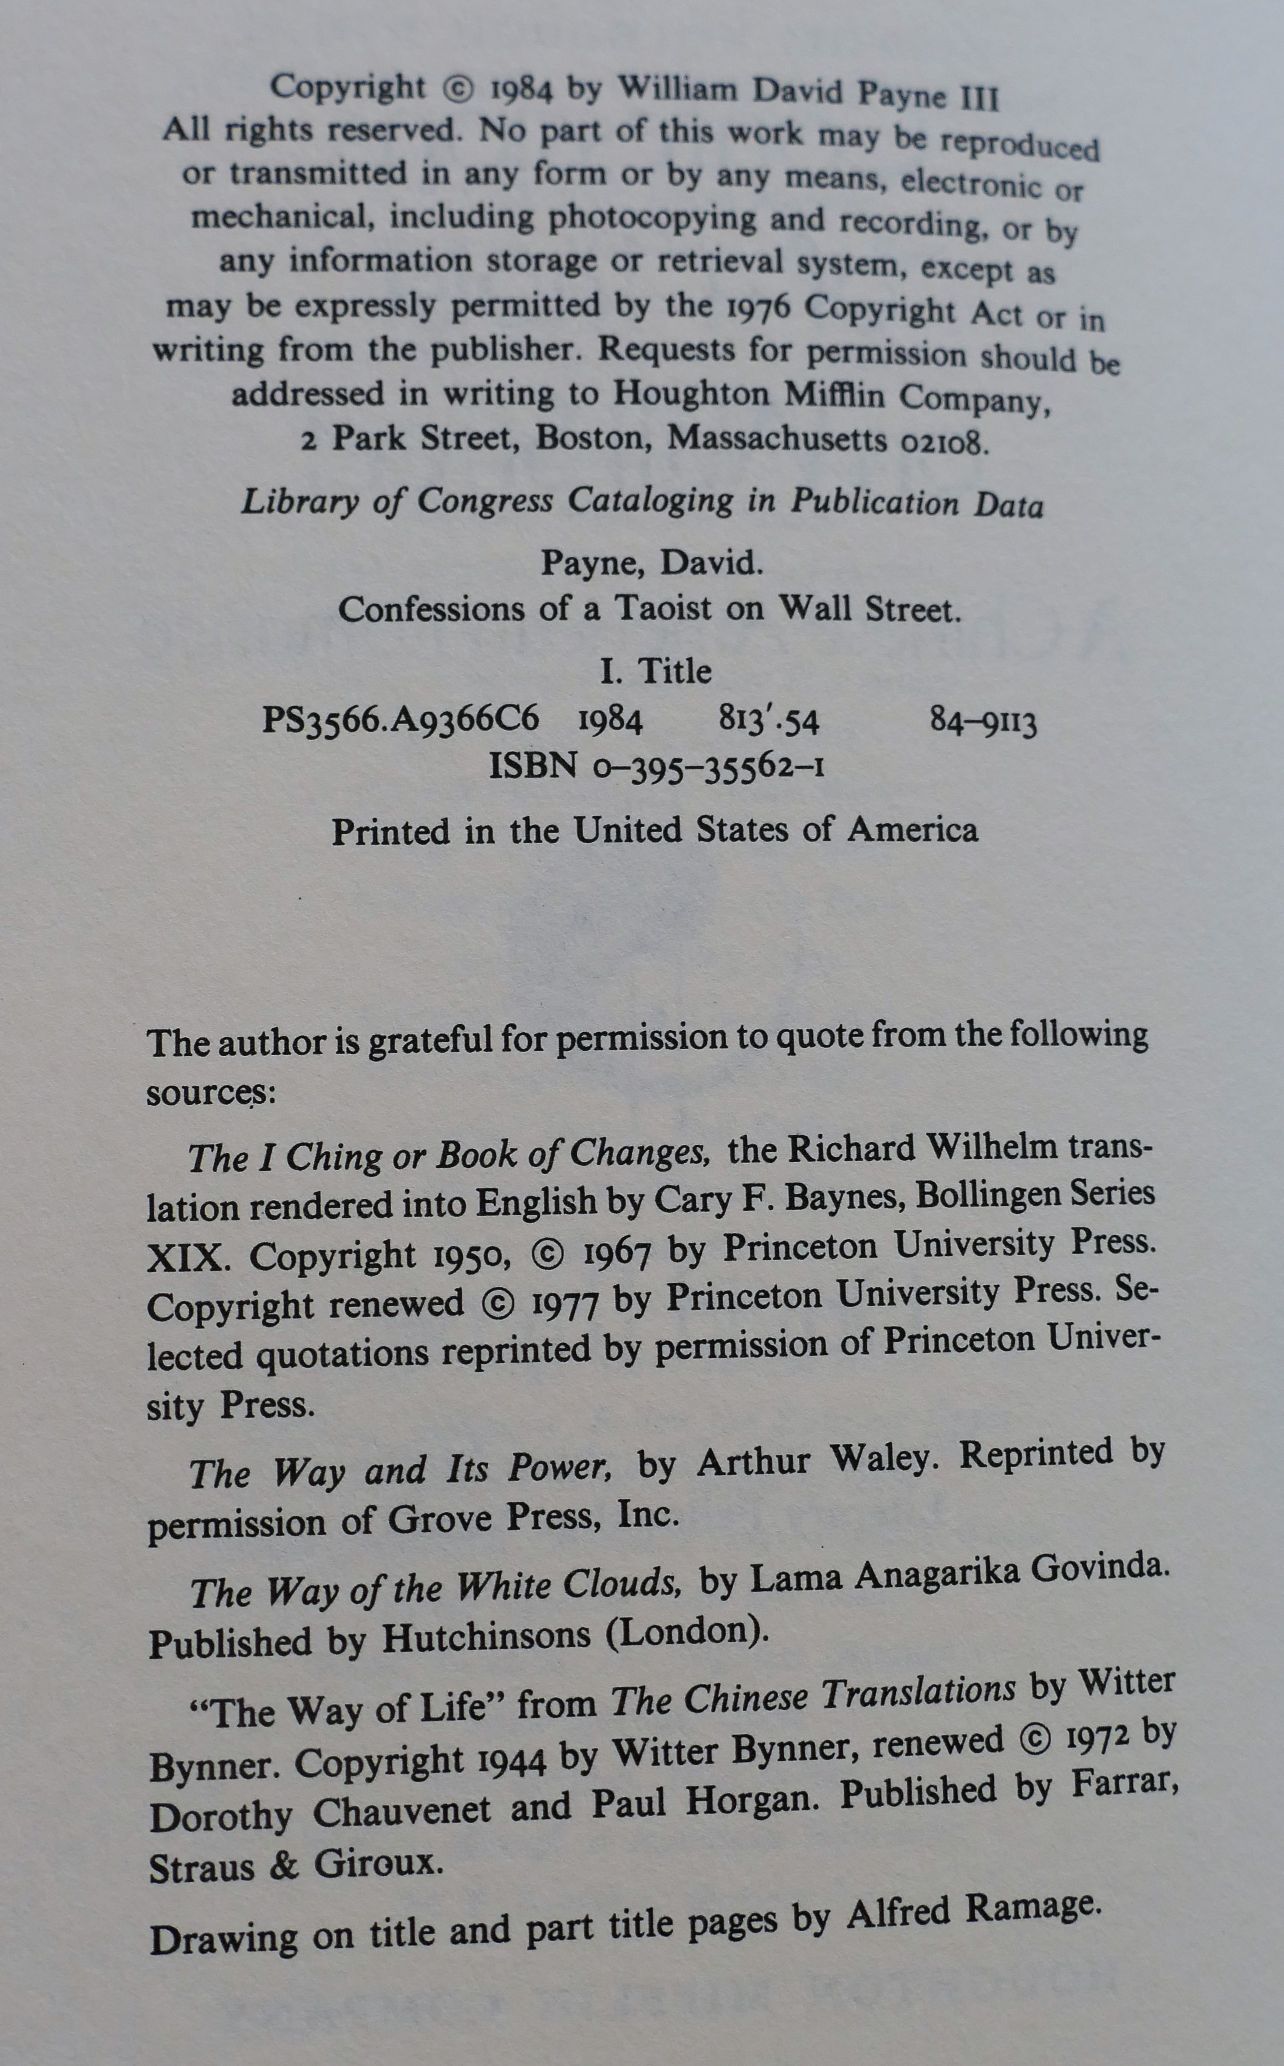 Copyright © 1984 by William David Payne III
All rights reserved. No part of this work may be reproduced
or transmitted in any form or by any means, electronic or
mechanical, including photocopying and recording, or by
any information storage or retrieval system, except as
may be expressly permitted by the 1976 Copyright Act or in
writing from the publisher. Requests for permission should be
addressed in writing to Houghton Mifflin Company,
2 Park Street, Boston, Massachusetts 02108.
Library of Congress Cataloging in Publication Data
Payne, David.
Confessions of a Taoist on Wall Street.
I. Title
PS3566.A9366C6 1984 813′.54 84–9113
ISBN 0–395–35562–1
Printed in the United States of America
The author is grateful for permission to quote from the following
sources:
The I Ching or Book of Changes, the Richard Wilhelm trans-
lation rendered into English by Cary F. Baynes, Bollingen Series
XIX. Copyright 1950, © 1967 by Princeton University Press.
Copyright renewed © 1977 by Princeton University Press. Se-
lected quotations reprinted by permission of Princeton Univer-
sity Press.
The Way and Its Power, by Arthur Waley. Reprinted by
permission of Grove Press, Inc.
The Way of the White Clouds, by Lama Anagarika Govinda.
Published by Hutchinsons (London).
“The Way of Life” from The Chinese Translations by Witter
Bynner. Copyright 1944 by Witter Bynner, renewed © 1972 by
Dorothy Chauvenet and Paul Horgan. Published by Farrar,
Straus & Giroux.
Drawing on title and part title pages by Alfred Ramage.